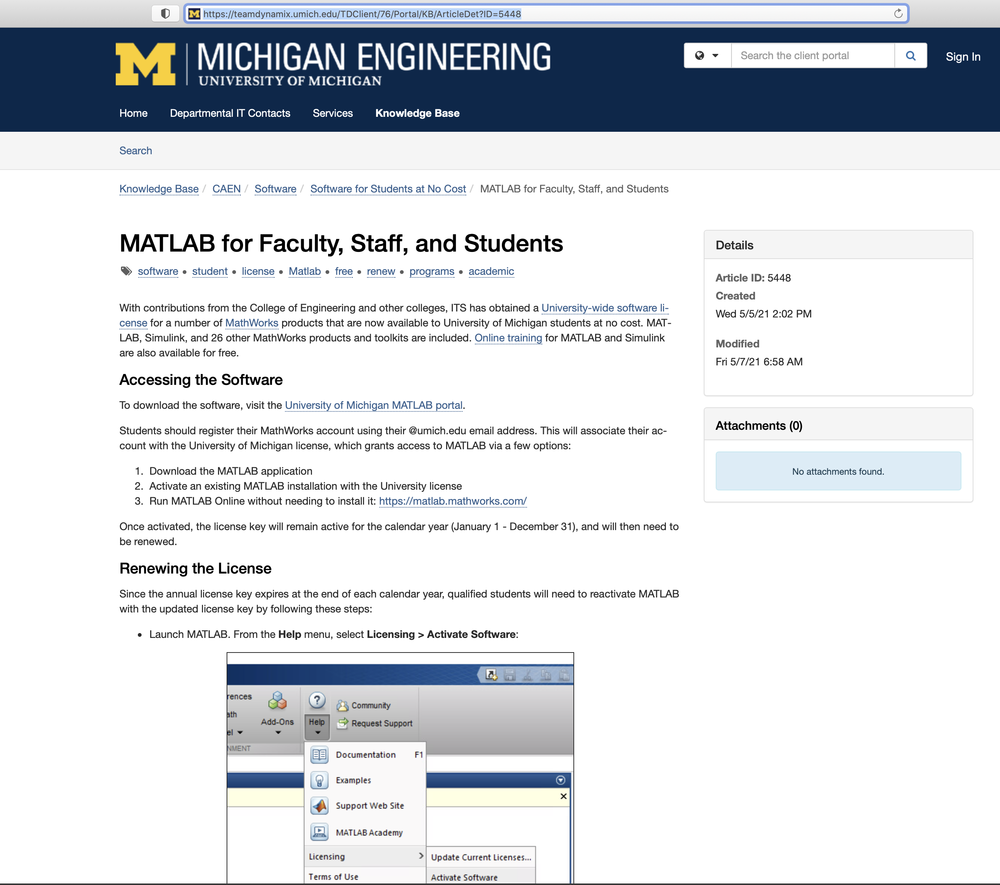 https://teamdynamix.umich.edu/TDClient/76/Portal/KB/ArticleDet?ID=5448
M
MICHIGAN ENGINEERING
UNIVERSITY OF MICHIGAN
Search the client portal
Sign In
Home Departmental IT Contacts Services Knowledge Base
Search
Knowledge Base / CAEN / Software / Software for Students at No Cost / MATLAB for Faculty, Staff, and Students
MATLAB for Faculty, Staff, and Students
software • student • license • Matlab • free • renew • programs • academic
With contributions from the College of Engineering and other colleges, ITS has obtained a University-wide software li-
cense for a number of MathWorks products that are now available to University of Michigan students at no cost. MAT-
LAB, Simulink, and 26 other MathWorks products and toolkits are included. Online training for MATLAB and Simulink
are also available for free.
Accessing the Software
To download the software, visit the University of Michigan MATLAB portal.
Students should register their MathWorks account using their @umich.edu email address. This will associate their ac-
count with the University of Michigan license, which grants access to MATLAB via a few options:
1. Download the MATLAB application
2. Activate an existing MATLAB installation with the University license
3. Run MATLAB Online without needing to install it: https://matlab.mathworks.com/
Once activated, the license key will remain active for the calendar year (January 1 - December 31), and will then need to
be renewed.
Renewing the License
Since the annual license key expires at the end of each calendar year, qualified students will need to reactivate MATLAB
with the updated license key by following these steps:
• Launch MATLAB. From the Help menu, select Licensing > Activate Software:
rences
ath
el
NMENT
Add-Ons
?
Help
Community
Request Support
Documentation F1
Examples
Support Web Site
MATLAB Academy
Licensing
Terms of Use
Update Current Licenses...
Activate Software
Details
Article ID: 5448
Created
Wed 5/5/21 2:02 PM
Modified
Fri 5/7/21 6:58 AM
Attachments (0)
No attachments found.